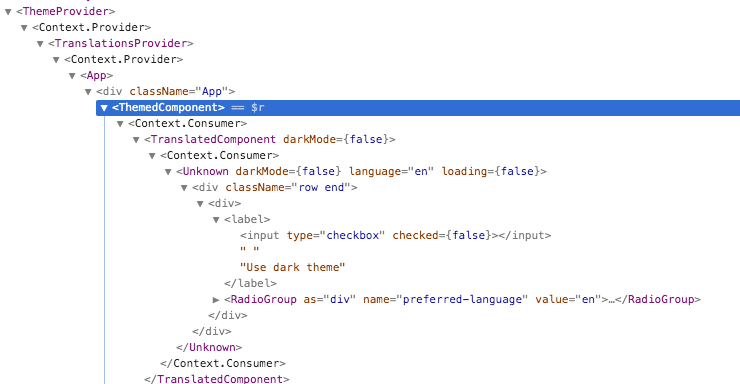 ▼<ThemeProvider>
▼<Context.Provider>
▼<TranslationsProvider>
▼<Context.Provider>
▼<App>
▼<div className="App">
▼<ThemedComponent> == $r
▼<Context.Consumer>
▼<TranslatedComponent darkMode={false}>
▼<Context.Consumer>
▼<Unknown darkMode={false} language="en" loading={false}>
▼<div className="row end">
▼<div>
▼<label>
<input type="checkbox" checked={false}></input>
" "
"Use dark theme"
</label>
▶<RadioGroup as="div" name="preferred-language" value="en">…</RadioGroup>
</div>
</div>
</Unknown>
</Context.Consumer>
</TranslatedComponent>